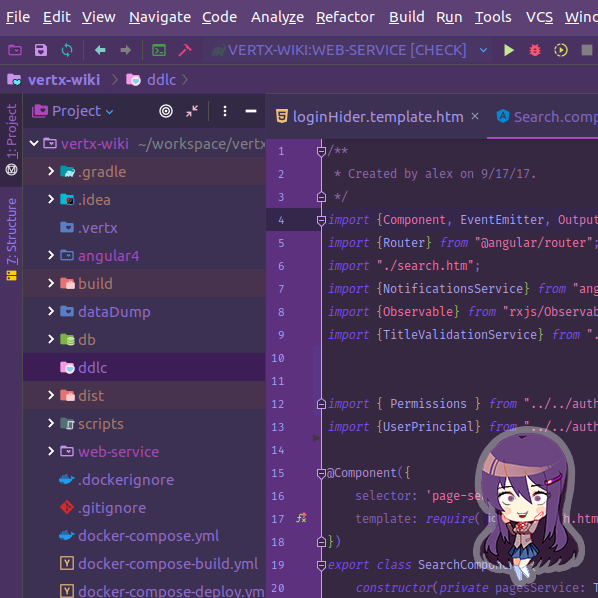 File Edit View Navigate Code Analyze Refactor Build Run Tools VCS
VERTX-WIKI:WEB-SERVICE [CHECK]
vertx-wiki ddlc
1: Project
7: Structure
Project
vertx-wiki ~/workspace/vertx
.gradle
.idea
.vertx
angular4
build
dataDump
db
ddlc
dist
scripts
web-service
.dockerignore
.gitignore
docker-compose.yml
docker-compose-build.yml
docker-compose-deploy.ym
loginHider.template.htm × Search.comp
1 /**
2 * Created by alex on 9/17/17.
3 */
4 import {Component, EventEmitter, Output
5 import {Router} from "@angular/router";
6 import "./search.htm";
7 import {NotificationsService} from "ang
8 import {Observable} from "rxjs/Observab
9 import {TitleValidationService} from ".
10
11
12 import { Permissions } from "../../auth
13 import {UserPrincipal} from "../../auth
14
15 @Component({
16 selector: 'page-se
17 template: require( h.htm
18 })
19 export class SearchCompon
20 constructor(private pagesService: T